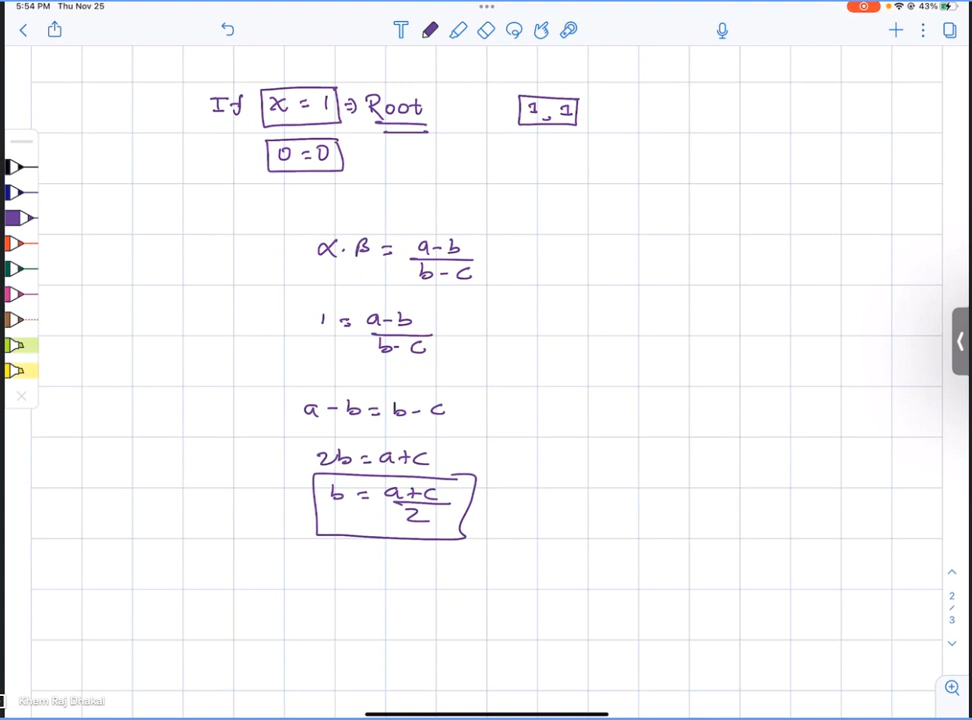 5:54 PM Thu Nov 25
43%
If x = 1 ⇒ Root
1, 1
0 = 0
α . β = a-b / b-c
1 = a-b / b-c
a - b = b - c
2b = a+c
b = a+c / 2
2
/
3
Khem Raj Dhakal